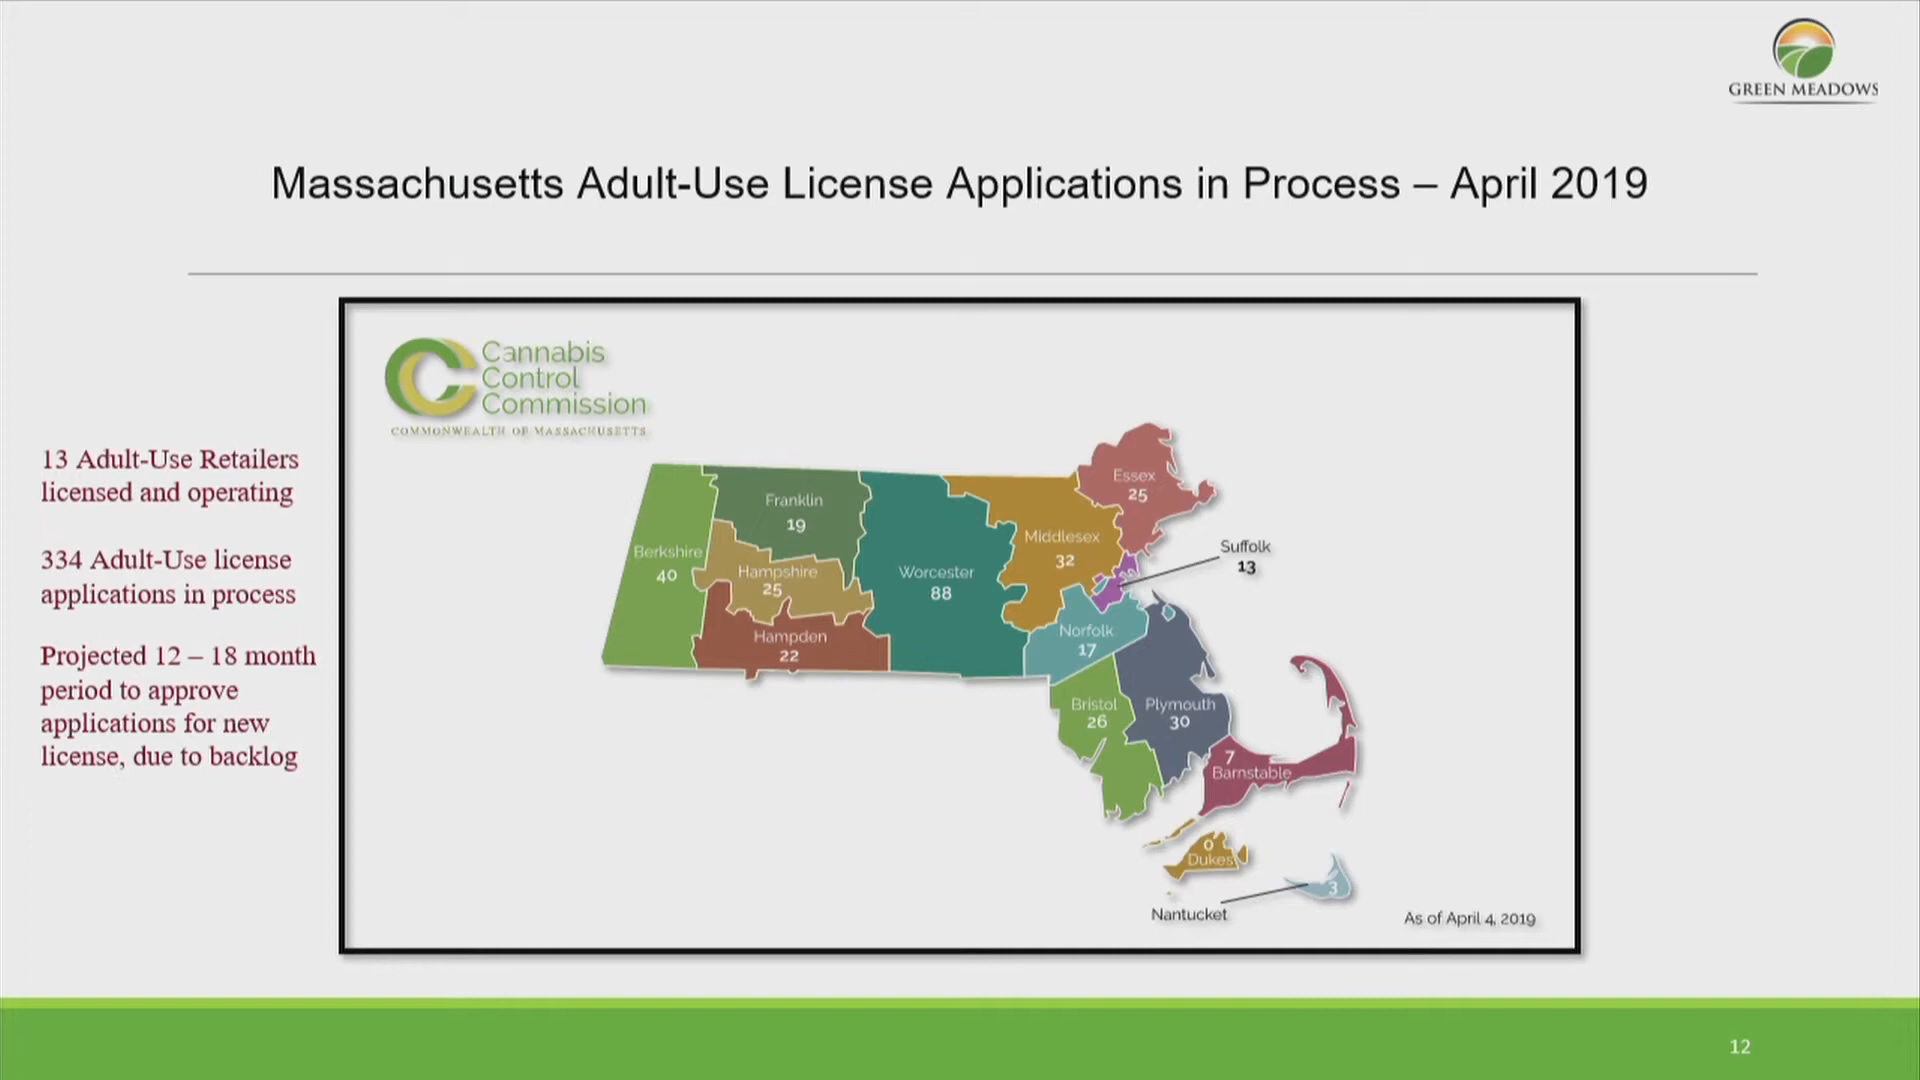 GREEN MEADOWS
Massachusetts Adult-Use License Applications in Process – April 2019
Cannabis
Control
Commission
COMMONWEALTH OF MASSACHUSETTS
13 Adult-Use Retailers
licensed and operating
334 Adult-Use license
applications in process
Projected 12 – 18 month
period to approve
applications for new
license, due to backlog
Essex
25
Franklin
19
Middlesex
32
Suffolk
13
Berkshire
40
Hampshire
25
Worcester
88
Hampden
22
Norfolk
17
Bristol
26
Plymouth
30
7
Barnstable
0
Dukes
3
Nantucket
As of April 4, 2019
12